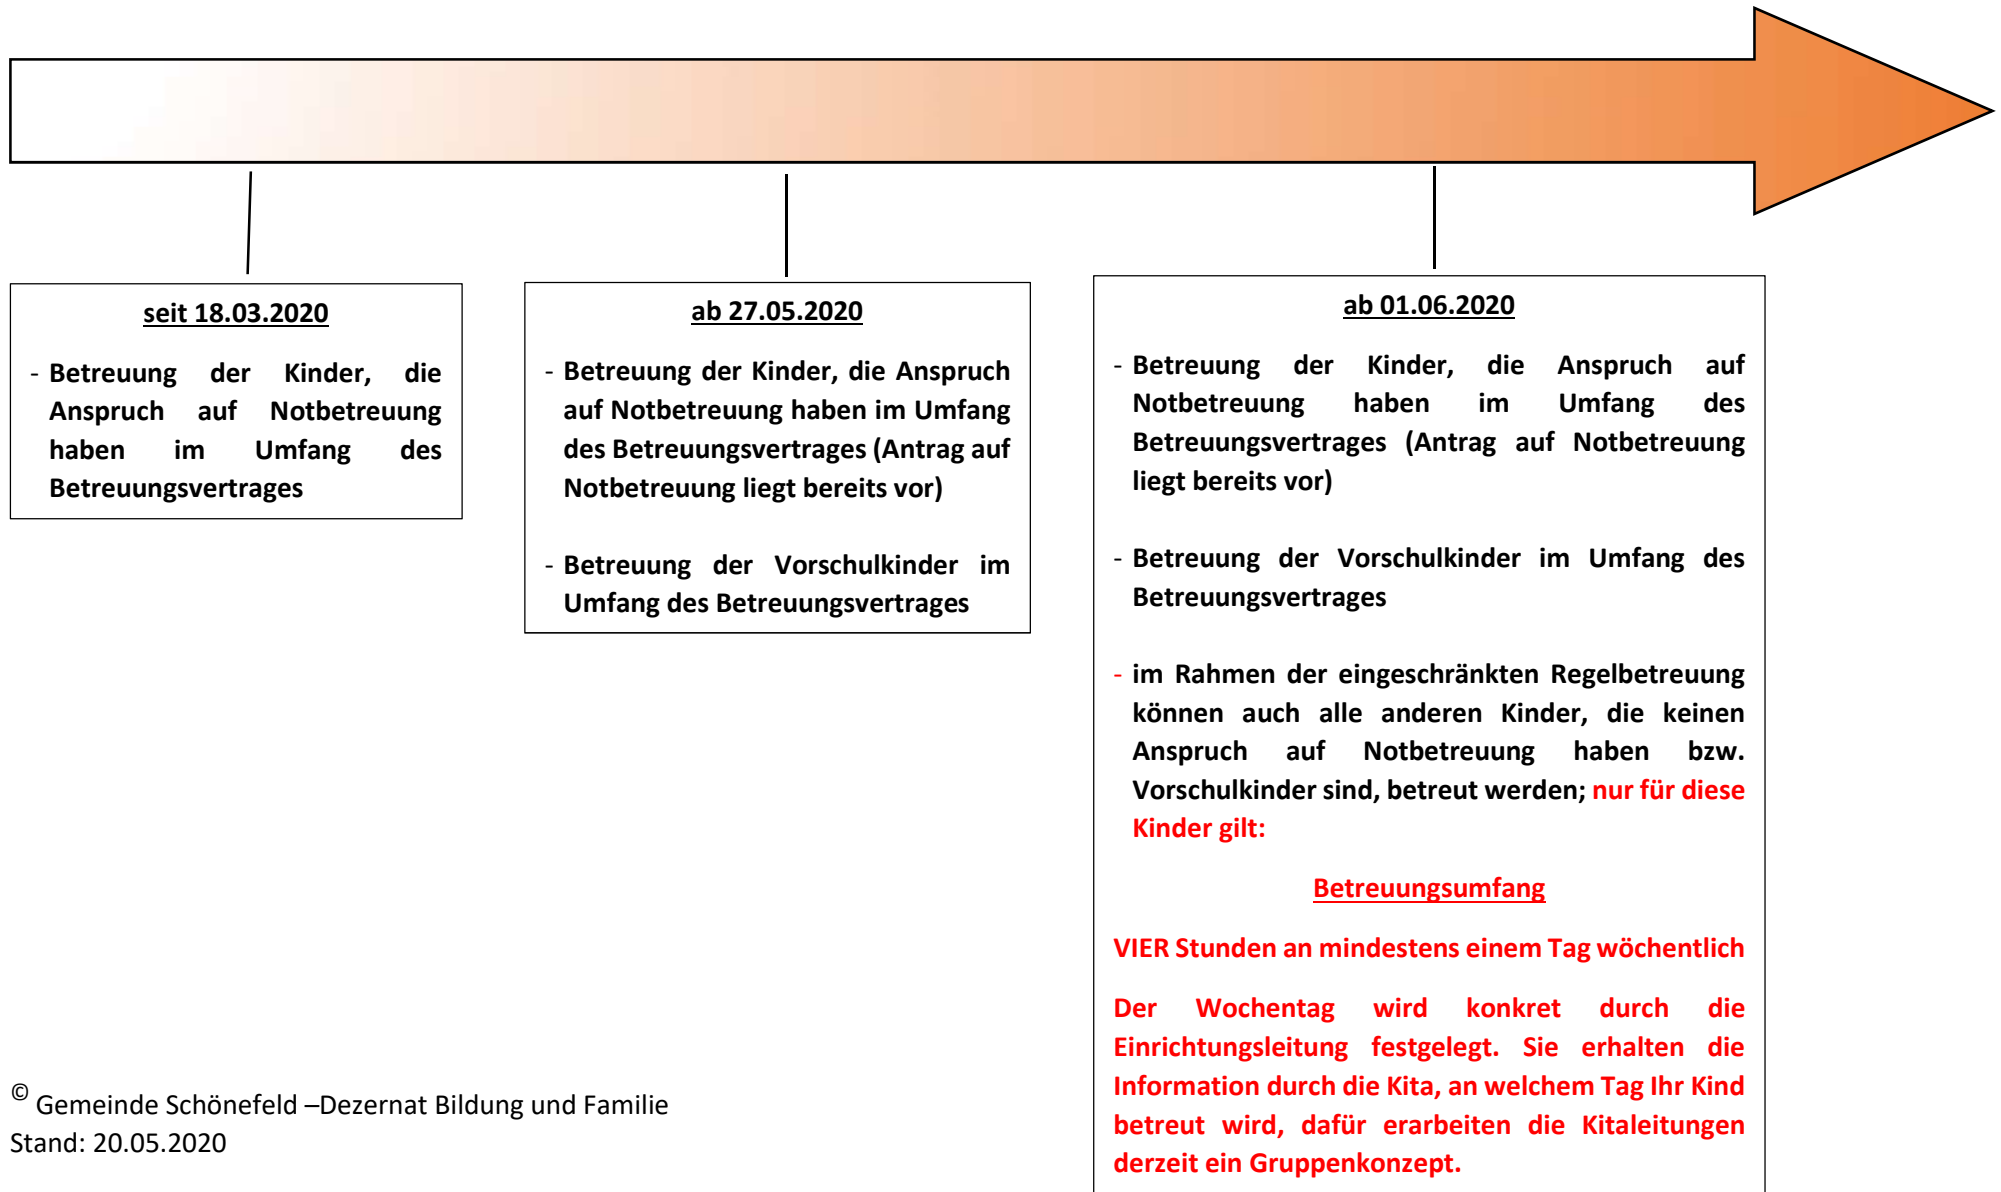 seit 18.03.2020
- Betreuung der Kinder, die
Anspruch auf Notbetreuung
haben im Umfang des
Betreuungsvertrages
ab 27.05.2020
- Betreuung der Kinder, die Anspruch
auf Notbetreuung haben im Umfang
des Betreuungsvertrages (Antrag auf
Notbetreuung liegt bereits vor)
- Betreuung der Vorschulkinder im
Umfang des Betreuungsvertrages
ab 01.06.2020
- Betreuung der Kinder, die Anspruch auf
Notbetreuung haben im Umfang des
Betreuungsvertrages (Antrag auf Notbetreuung
liegt bereits vor)
- Betreuung der Vorschulkinder im Umfang des
Betreuungsvertrages
- im Rahmen der eingeschränkten Regelbetreuung
können auch alle anderen Kinder, die keinen
Anspruch auf Notbetreuung haben bzw.
Vorschulkinder sind, betreut werden; nur für diese
Kinder gilt:
Betreuungsumfang
VIER Stunden an mindestens einem Tag wöchentlich
Der Wochentag wird konkret durch die
Einrichtungsleitung festgelegt. Sie erhalten die
Information durch die Kita, an welchem Tag Ihr Kind
betreut wird, dafür erarbeiten die Kitaleitungen
derzeit ein Gruppenkonzept.
© Gemeinde Schönefeld –Dezernat Bildung und Familie
Stand: 20.05.2020